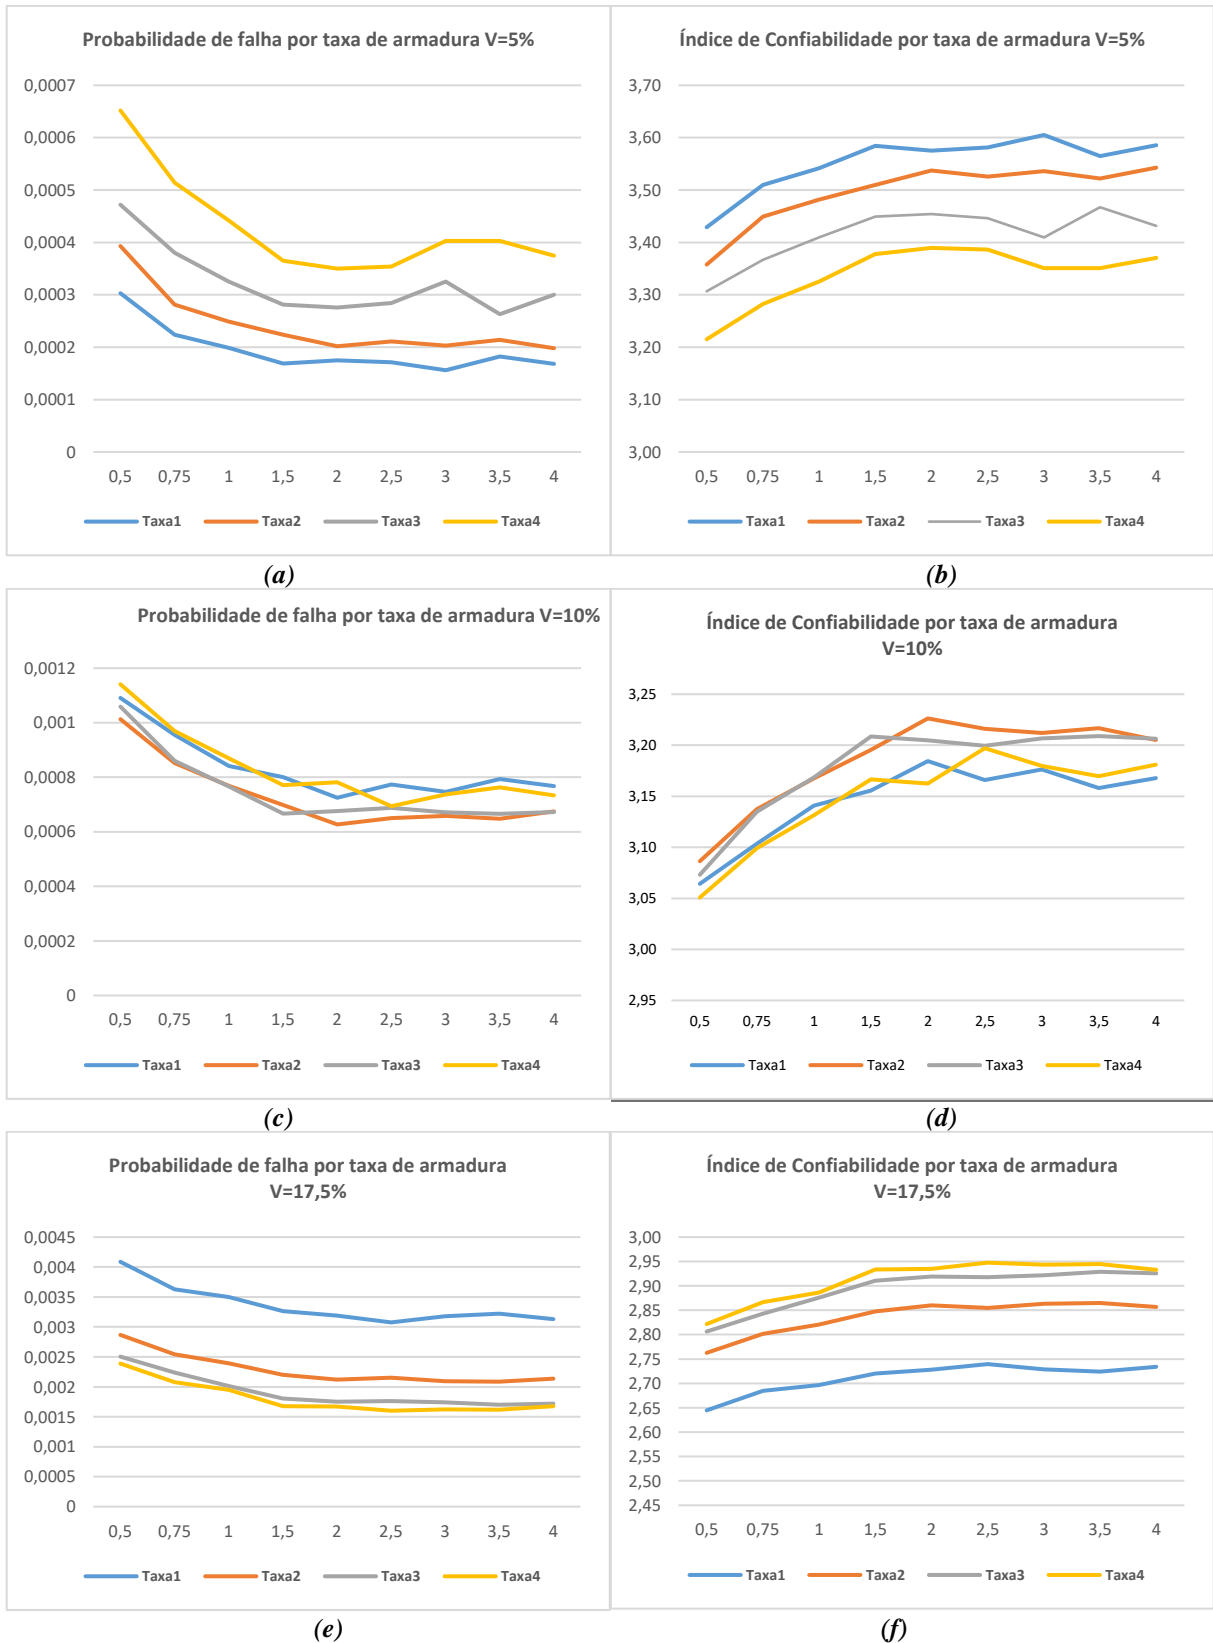 Probabilidade de falha por taxa de armadura V=5%
0,0007
0,0006
0,0005
0,0004
0,0003
0,0002
0,0001
0
0,5 0,75 1 1,5 2 2,5 3 3,5 4
Taxa1 Taxa2 Taxa3 Taxa4
(a)
Índice de Confiabilidade por taxa de armadura V=5%
3,70
3,60
3,50
3,40
3,30
3,20
3,10
3,00
0,5 0,75 1 1,5 2 2,5 3 3,5 4
Taxa1 Taxa2 Taxa3 Taxa4
(b)
Probabilidade de falha por taxa de armadura V=10%
0,0012
0,001
0,0008
0,0006
0,0004
0,0002
0
0,5 0,75 1 1,5 2 2,5 3 3,5 4
Taxa1 Taxa2 Taxa3 Taxa4
(c)
Índice de Confiabilidade por taxa de armadura
V=10%
3,25
3,20
3,15
3,10
3,05
3,00
2,95
0,5 0,75 1 1,5 2 2,5 3 3,5 4
Taxa1 Taxa2 Taxa3 Taxa4
(d)
Probabilidade de falha por taxa de armadura
V=17,5%
0,0045
0,004
0,0035
0,003
0,0025
0,002
0,0015
0,001
0,0005
0
0,5 0,75 1 1,5 2 2,5 3 3,5 4
Taxa1 Taxa2 Taxa3 Taxa4
(e)
Índice de Confiabilidade por taxa de armadura
V=17,5%
3,00
2,95
2,90
2,85
2,80
2,75
2,70
2,65
2,60
2,55
2,50
2,45
0,5 0,75 1 1,5 2 2,5 3 3,5 4
Taxa1 Taxa2 Taxa3 Taxa4
(f)